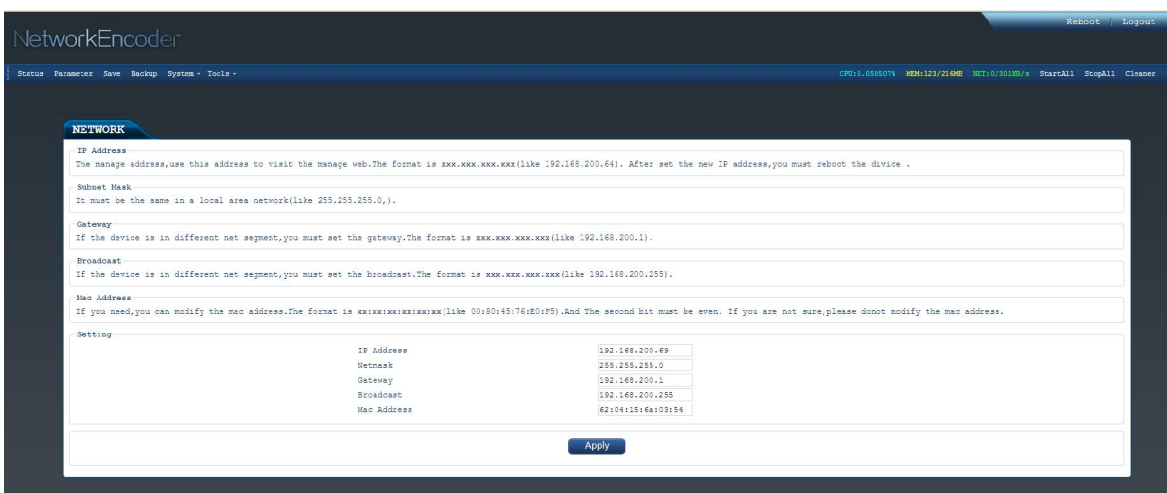 Reboot | Logout
NetworkEncoder
Status Parameter Save Backup System Tools CPU:5.050507% MEM:123/216MB NET:0/301KB/s StartAll StopAll Cleaner
NETWORK
IP Address
The manage address,use this address to visit the manage web.The format is xxx.xxx.xxx.xxx(like 192.168.200.64). After set the new IP address,you must reboot the divice .
Subnet Mask
It must be the same in a local area network(like 255.255.255.0,).
Gateway
If the device is in different net segment,you must set the gateway.The format is xxx.xxx.xxx.xxx(like 192.168.200.1).
Broadcast
If the device is in different net segment,you must set the broadcast.The format is xxx.xxx.xxx.xxx(like 192.168.200.255).
Mac Address
If you need,you can modify the mac address.The format is xx:xx:xx:xx:xx:xx(like 00:80:45:76:E0:F5).And The second bit must be even. If you are not sure,please donot modify the mac address.
Setting
IP Address 192.168.200.69
Netmask 255.255.255.0
Gateway 192.168.200.1
Broadcast 192.168.200.255
Mac Address 62:04:15:6a:03:54
Apply